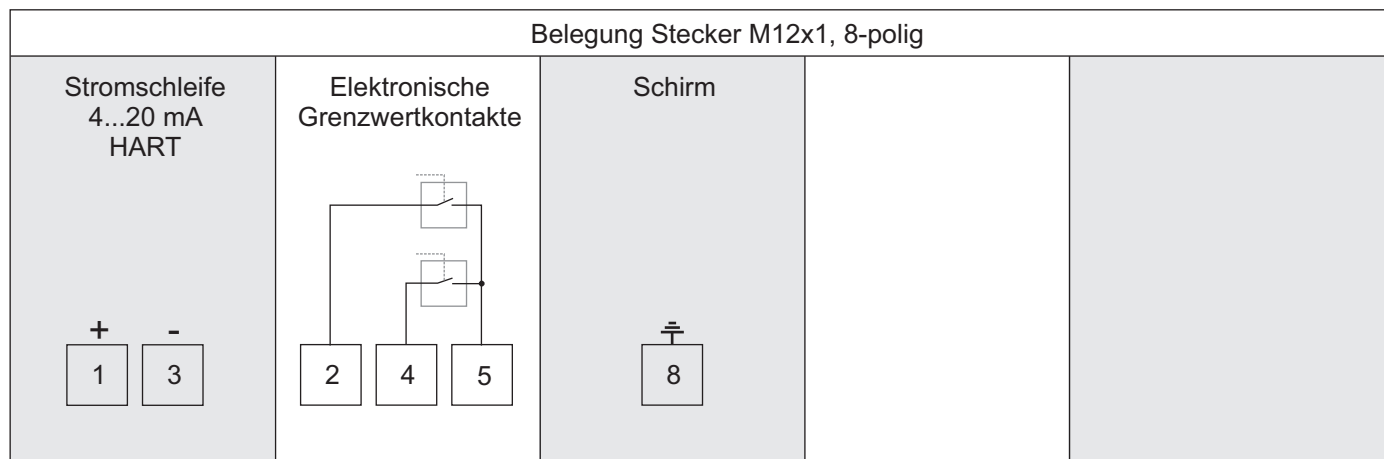 Belegung Stecker M12x1, 8-polig
Stromschleife
4...20 mA
HART
+ -
1 3
Elektronische
Grenzwertkontakte
2 4 5
Schirm
8